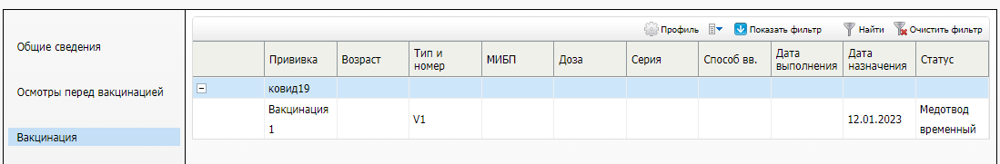 Общие сведения
Осмотры перед вакцинацией
Вакцинация
Профиль Показать фильтр Найти Очистить фильтр
Прививка Возраст Тип и номер МИБП Доза Серия Способ вв. Дата выполнения Дата назначения Статус
ковид19
Вакцинация 1 V1 12.01.2023 Медотвод временный